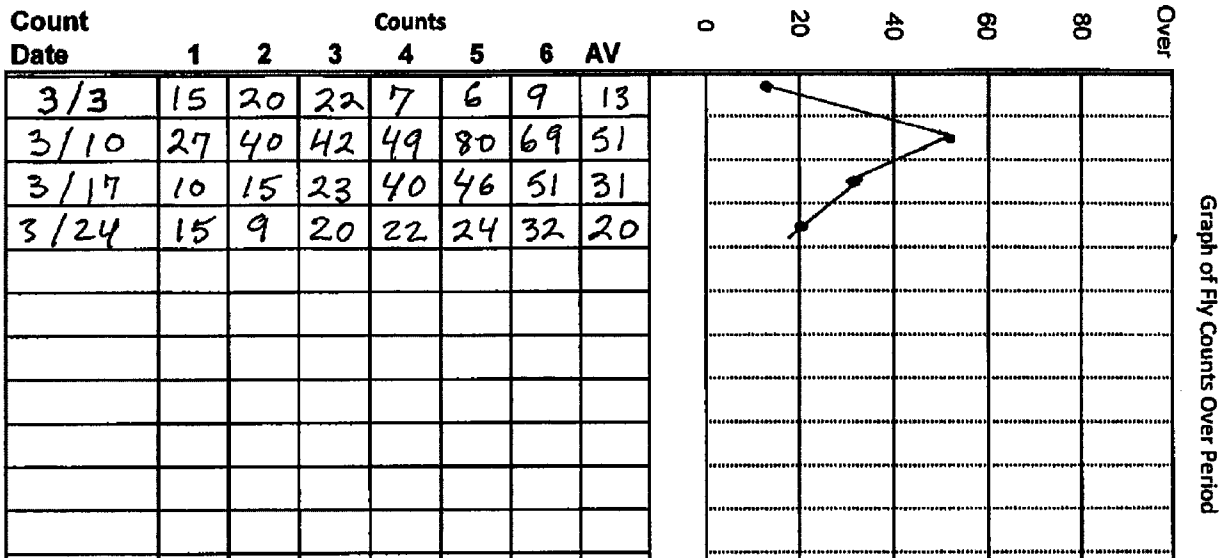 Count Counts
Date 1 2 3 4 5 6 AV
0 20 40 60 80 Over
3/3 15 20 22 7 6 9 13
3/10 27 40 42 49 80 69 51
3/17 10 15 23 40 46 51 31
3/24 15 9 20 22 24 32 20
Graph of Fly Counts Over Period